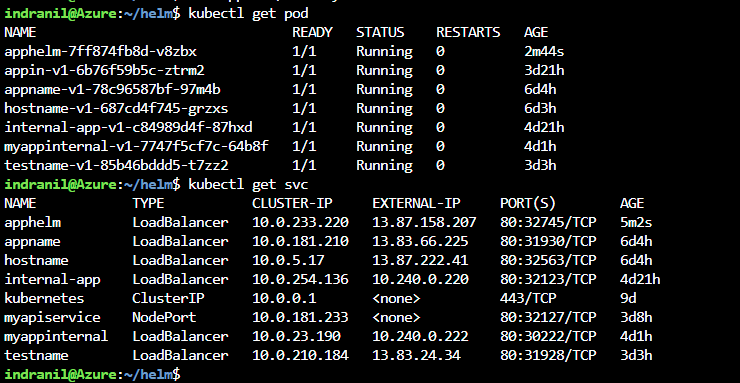 indranil@Azure:~/helm$ kubectl get pod
NAME READY STATUS RESTARTS AGE
apphelm-7ff874fb8d-v8zbx 1/1 Running 0 2m44s
appin-v1-6b76f59b5c-ztrm2 1/1 Running 0 3d21h
appname-v1-78c96587bf-97m4b 1/1 Running 0 6d4h
hostname-v1-687cd4f745-grzxs 1/1 Running 0 6d3h
internal-app-v1-c84989d4f-87hxd 1/1 Running 0 4d21h
myappinternal-v1-7747f5cf7c-64b8f 1/1 Running 0 4d1h
testname-v1-85b46bddd5-t7zz2 1/1 Running 0 3d3h
indranil@Azure:~/helm$ kubectl get svc
NAME TYPE CLUSTER-IP EXTERNAL-IP PORT(S) AGE
apphelm LoadBalancer 10.0.233.220 13.87.158.207 80:32745/TCP 5m2s
appname LoadBalancer 10.0.181.210 13.83.66.225 80:31930/TCP 6d4h
hostname LoadBalancer 10.0.5.17 13.87.222.41 80:32563/TCP 6d4h
internal-app LoadBalancer 10.0.254.136 10.240.0.220 80:32123/TCP 4d21h
kubernetes ClusterIP 10.0.0.1 <none> 443/TCP 9d
myapiservice NodePort 10.0.181.233 <none> 80:32127/TCP 3d8h
myappinternal LoadBalancer 10.0.23.190 10.240.0.222 80:30222/TCP 4d1h
testname LoadBalancer 10.0.210.184 13.83.24.34 80:31928/TCP 3d3h
indranil@Azure:~/helm$